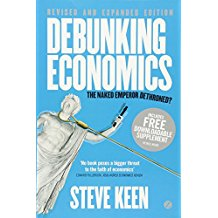 REVISED AND EXPANDED EDITION
DEBUNKING
ECONOMICS
THE NAKED EMPEROR DETHRONED?
INCLUDES
FREE
DOWNLOADABLE
SUPPLEMENT
'No book poses a bigger threat
to the faith of economics'
STEVE KEEN